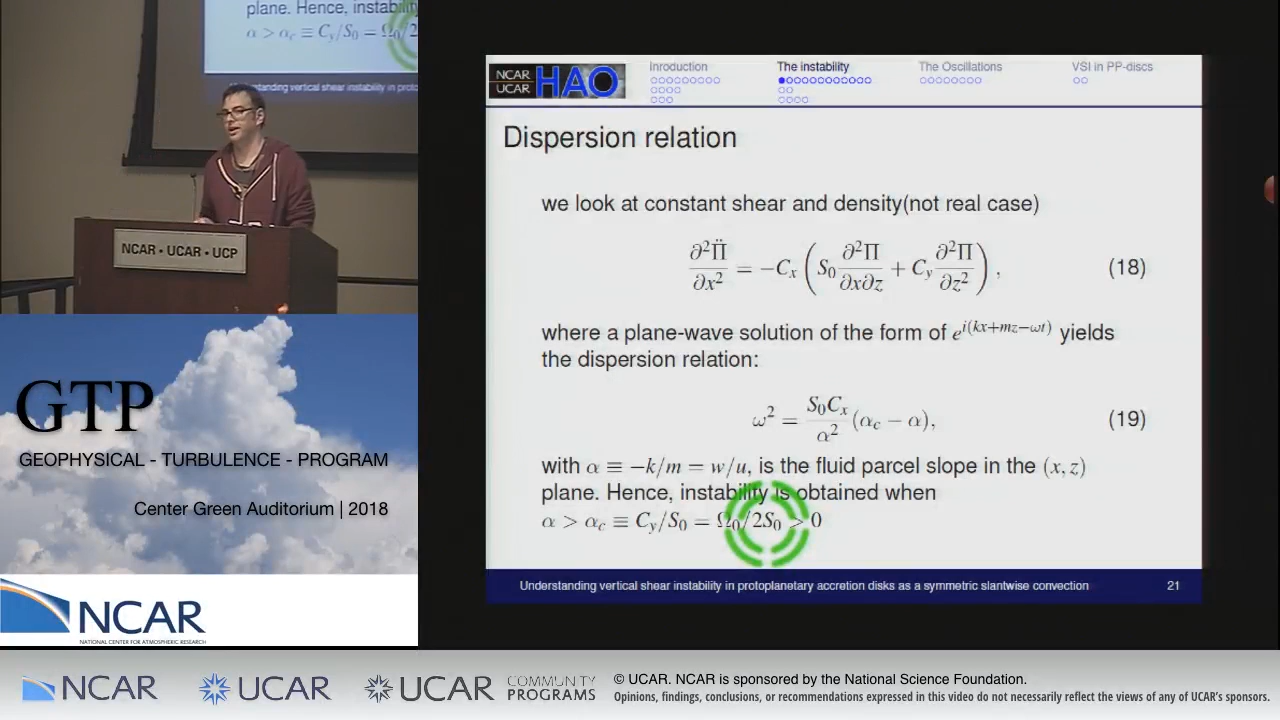 plane. Hence, instability
α > α_c ≡ C_y/S_0 = Ω_0/2
NCAR • UCAR • UCP
GTP
GEOPHYSICAL - TURBULENCE - PROGRAM
Center Green Auditorium | 2018
NCAR
NATIONAL CENTER FOR ATMOSPHERIC RESEARCH
NCAR
UCAR
HAO
Inroduction
The instability
The Oscillations
VSI in PP-discs
Dispersion relation
we look at constant shear and density(not real case)
∂²Π̈/∂x² = −C_x (S_0 ∂²Π/∂x∂z + C_y ∂²Π/∂z²), (18)
where a plane-wave solution of the form of e^{i(kx+mz−ωt)} yields
the dispersion relation:
ω² = S_0C_x/α² (α_c − α), (19)
with α ≡ −k/m = w/u, is the fluid parcel slope in the (x, z)
plane. Hence, instability is obtained when
α > α_c ≡ C_y/S_0 = Ω_0/2S_0 > 0
Understanding vertical shear instability in protoplanetary accretion disks as a symmetric slantwise convection 21
NCAR
UCAR
UCAR
COMMUNITY
PROGRAMS
© UCAR. NCAR is sponsored by the National Science Foundation.
Opinions, findings, conclusions, or recommendations expressed in this video do not necessarily reflect the views of any of UCAR's sponsors.